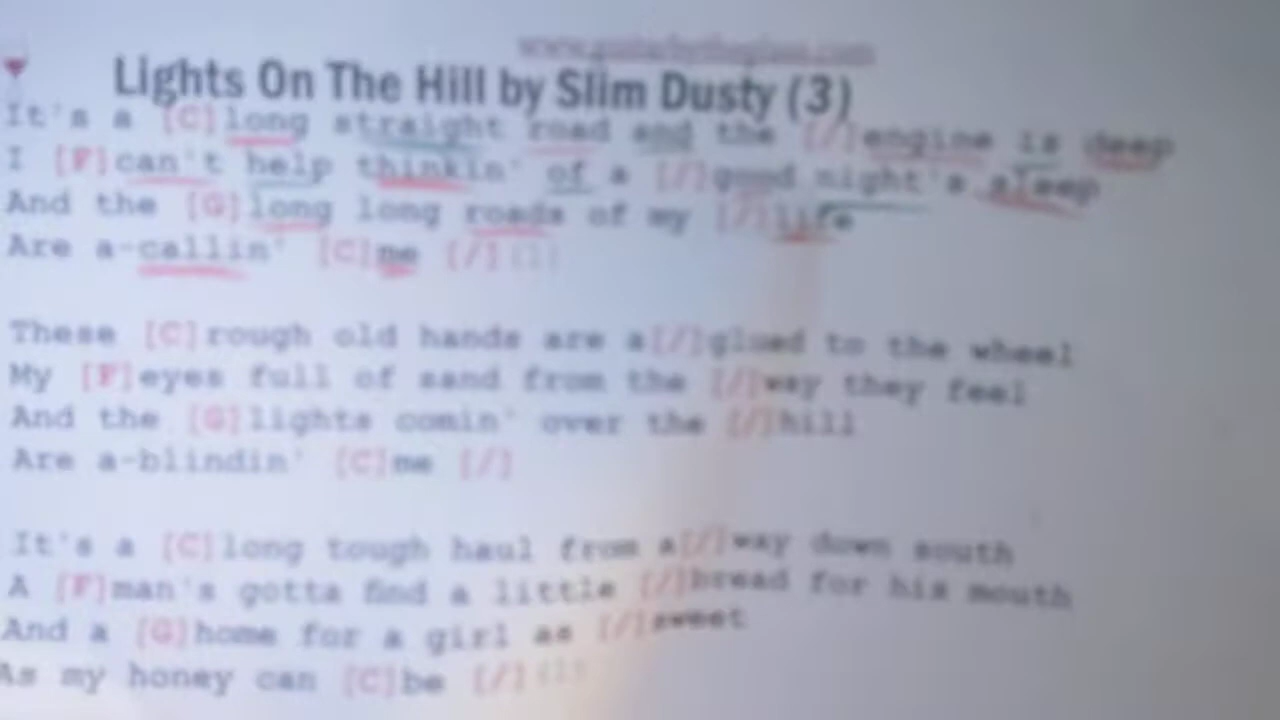 Lights On The Hill by Slim Dusty (3)
It's a [C]long straight road and the [/]engine is deep
I [F]can't help thinkin' of a [/]good night's sleep
And the [G]long long roads of my [/]life
Are a-callin' [C]me [/]
These [C]rough old hands are a[/]glued to the wheel
My [F]eyes full of sand from the [/]way they feel
And the [G]lights comin' over the [/]hill
Are a-blindin' [C]me [/]
It's a [C]long tough haul from a[/]way down south
A [F]man's gotta find a little [/]bread for his mouth
And a [G]home for a girl as [/]sweet
As my honey can [C]be [/]